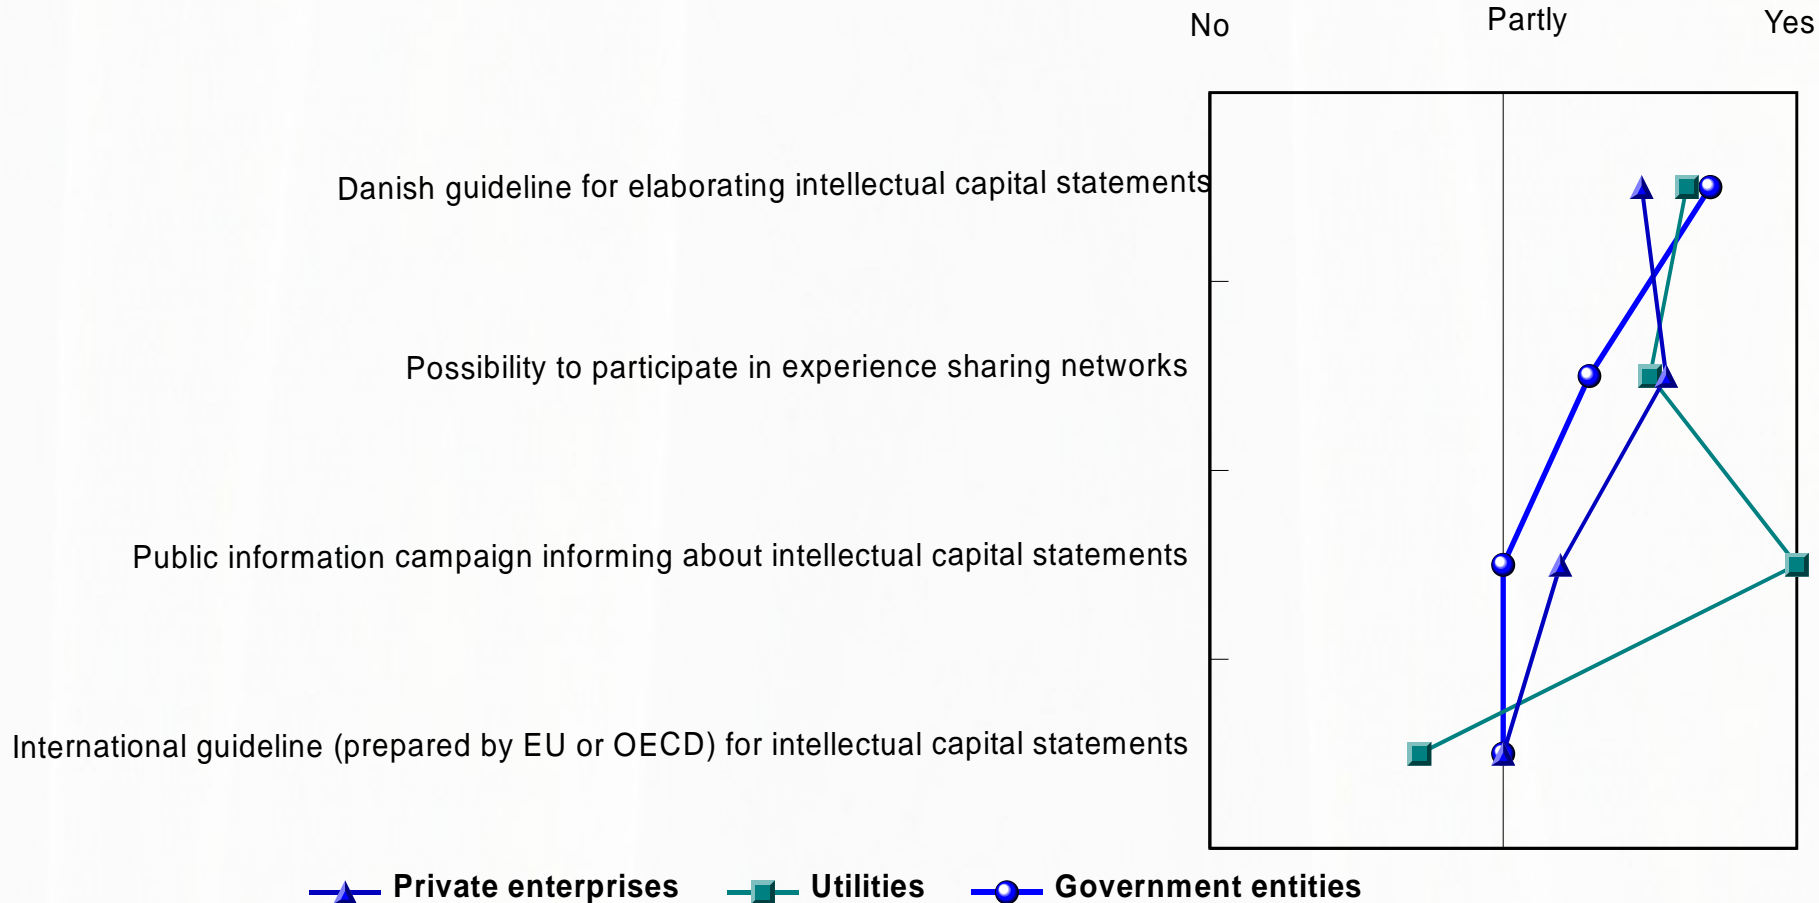 No Partly Yes
Danish guideline for elaborating intellectual capital statements
Possibility to participate in experience sharing networks
Public information campaign informing about intellectual capital statements
International guideline (prepared by EU or OECD) for intellectual capital statements
Private enterprises Utilities Government entities